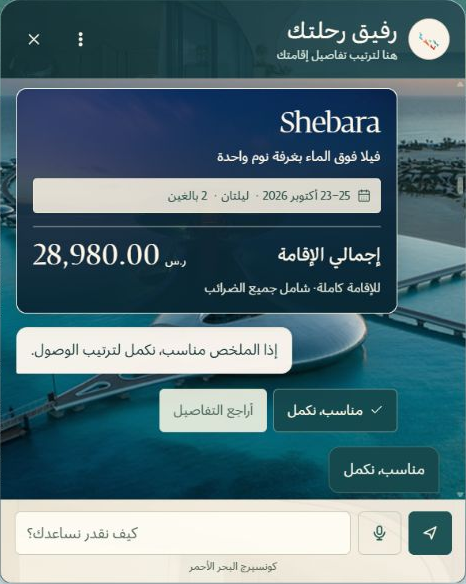 رفيق رحلتك
هنا لترتيب تفاصيل إقامتك
Shebara
فيلا فوق الماء بغرفة نوم واحدة
23–25 أكتوبر 2026 · ليلتان · 2 بالغين
إجمالي الإقامة 28,980.00 ر.س
للإقامة كاملة· شامل جميع الضرائب
إذا الملخص مناسب، نكمل لترتيب الوصول.
مناسب، نكمل أراجع التفاصيل
مناسب، نكمل
كيف نقدر نساعدك؟
كونسيرج البحر الأحمر